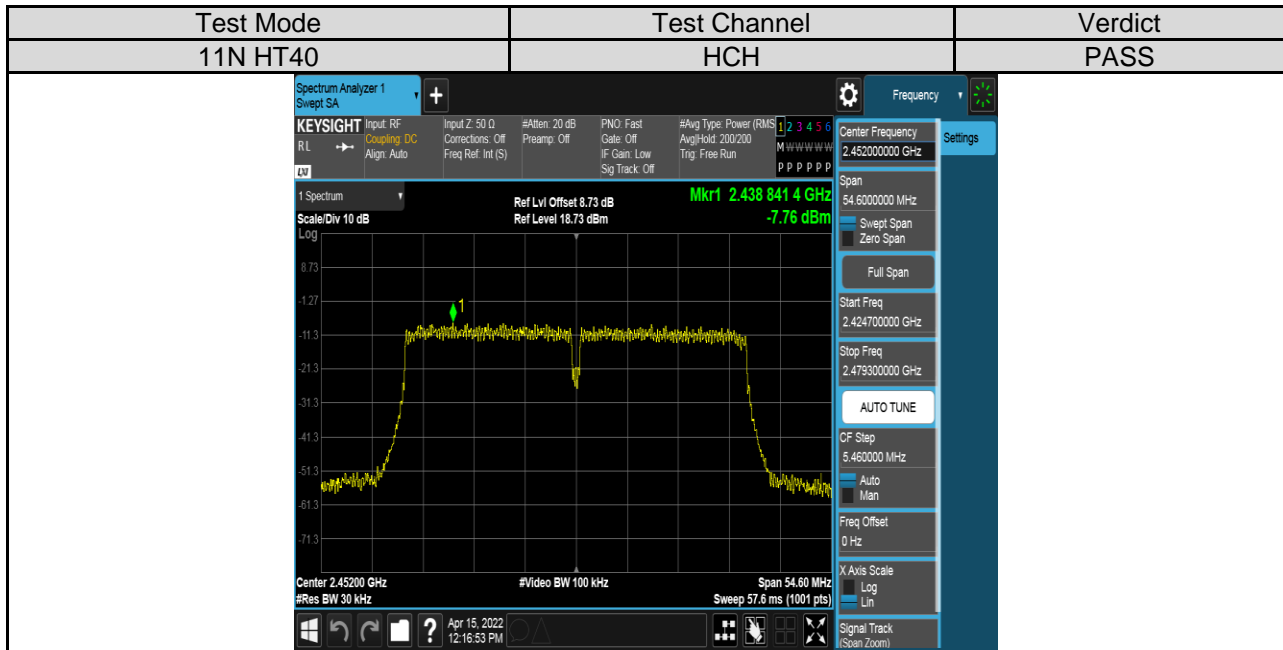 Test Mode Test Channel Verdict
11N HT40 HCH PASS
Spectrum Analyzer 1
Swept SA
+
Frequency
KEYSIGHT
RL
LXI
Input: RF
Coupling: DC
Align: Auto
Input Z: 50 Ω
Corrections: Off
Freq Ref: Int (S)
#Atten: 20 dB
Preamp: Off
PNO: Fast
Gate: Off
IF Gain: Low
Sig Track: Off
#Avg Type: Power (RMS
Avg|Hold: 200/200
Trig: Free Run
1 2 3 4 5 6
M W W W W W
P P P P P P
Center Frequency
2.452000000 GHz
Settings
Span
54.6000000 MHz
Swept Span
Zero Span
Full Span
Start Freq
2.424700000 GHz
Stop Freq
2.479300000 GHz
AUTO TUNE
CF Step
5.460000 MHz
Auto
Man
Freq Offset
0 Hz
X Axis Scale
Log
Lin
Signal Track
(Span Zoom)
1 Spectrum
Scale/Div 10 dB
Ref Lvl Offset 8.73 dB
Ref Level 18.73 dBm
Mkr1 2.438 841 4 GHz
-7.76 dBm
Log
8.73
-1.27
1
-11.3
-21.3
-31.3
-41.3
-51.3
-61.3
-71.3
Center 2.45200 GHz #Video BW 100 kHz Span 54.60 MHz
#Res BW 30 kHz Sweep 57.6 ms (1001 pts)
?
Apr 15, 2022
12:16:53 PM